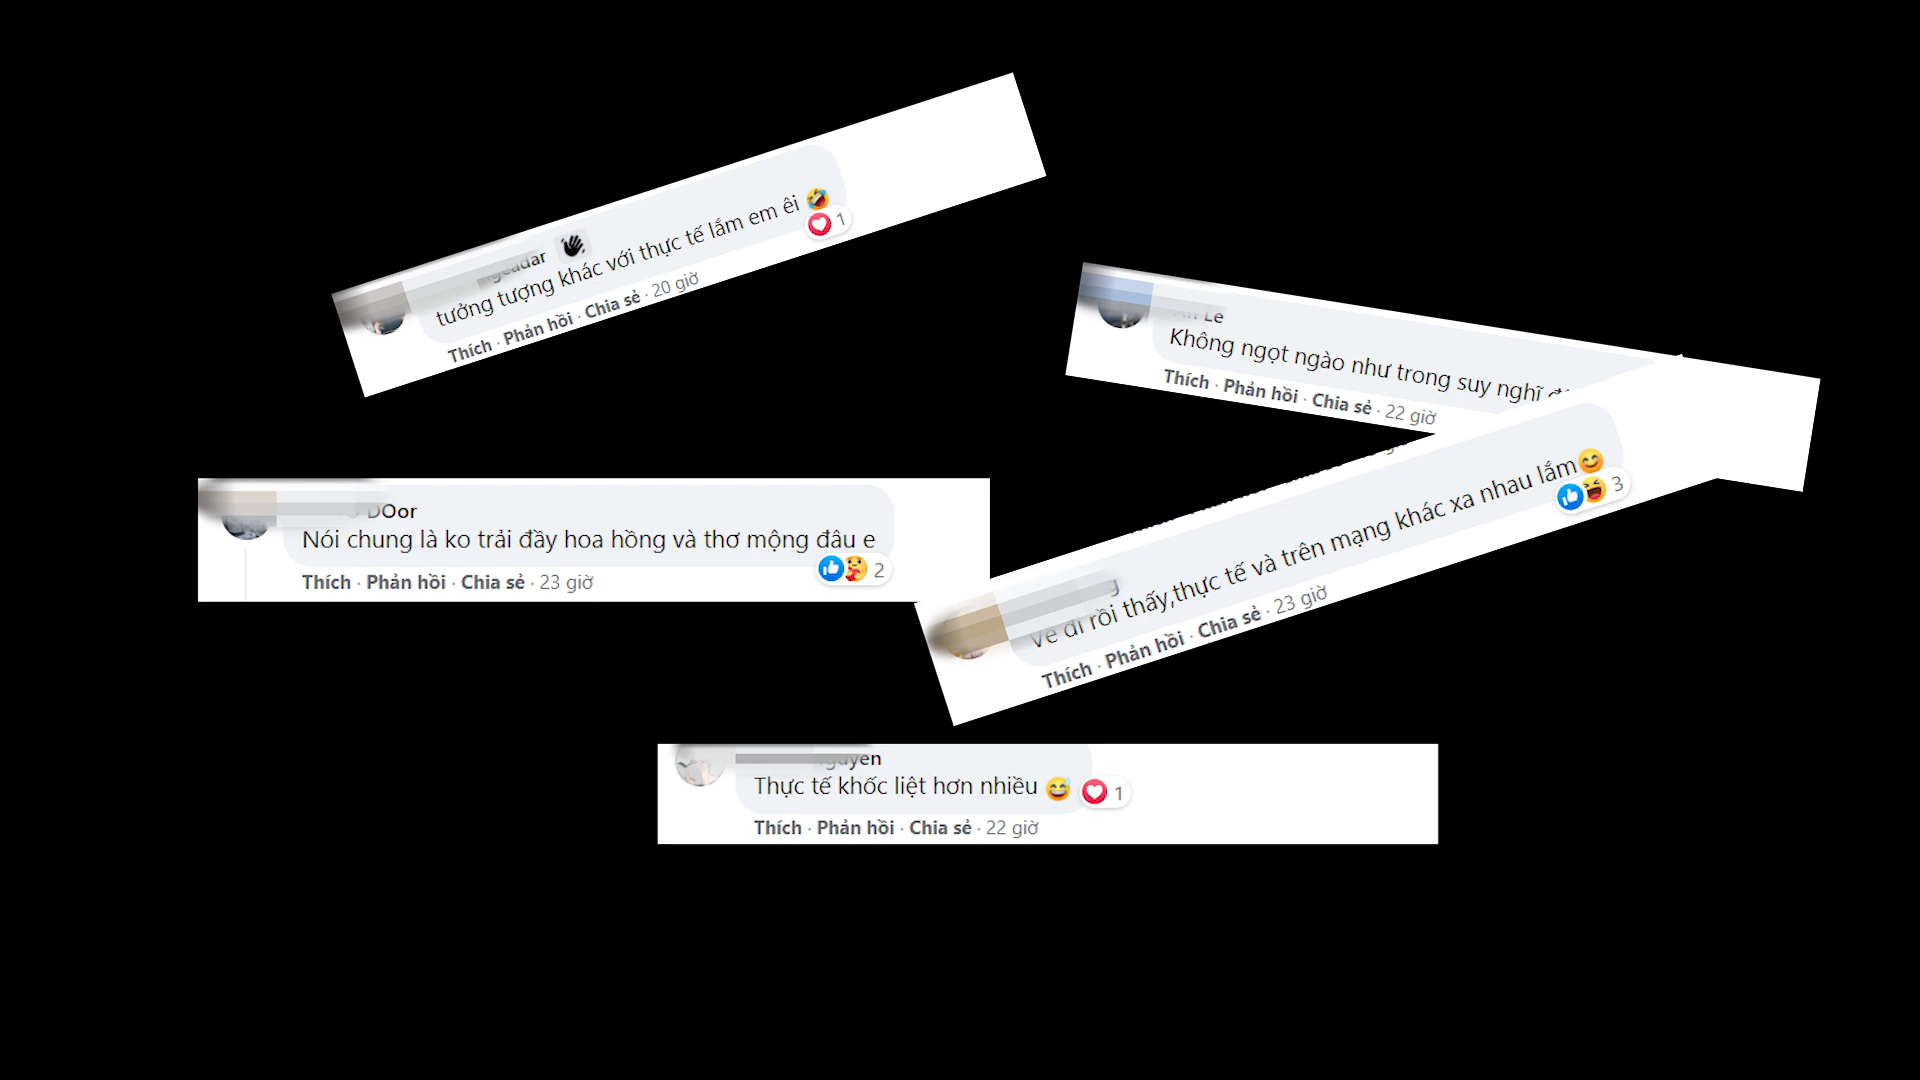 tưởng tượng khác với thực tế lắm em êi 🤣
1
Thích · Phản hồi · Chia sẻ · 20 giờ
Le
Không ngọt ngào như trong suy nghĩ
Thích · Phản hồi · Chia sẻ · 22 giờ
DOor
Nói chung là ko trải đầy hoa hồng và thơ mộng đâu e
2
Thích · Phản hồi · Chia sẻ · 23 giờ
Về đi rồi thấy,thực tế và trên mạng khác xa nhau lắm😊
3
Thích · Phản hồi · Chia sẻ · 23 giờ
guyen
Thực tế khốc liệt hơn nhiều 😅
1
Thích · Phản hồi · Chia sẻ · 22 giờ